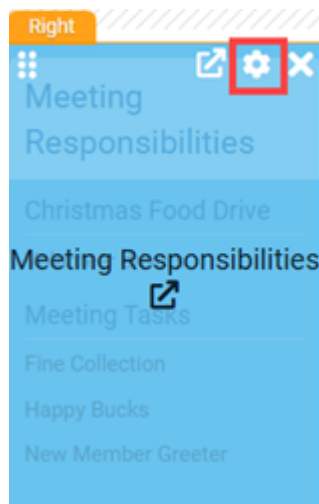 Right
Meeting
Responsibilities
Christmas Food Drive
Meeting Responsibilities
Meeting Tasks
Fine Collection
Happy Bucks
New Member Greeter